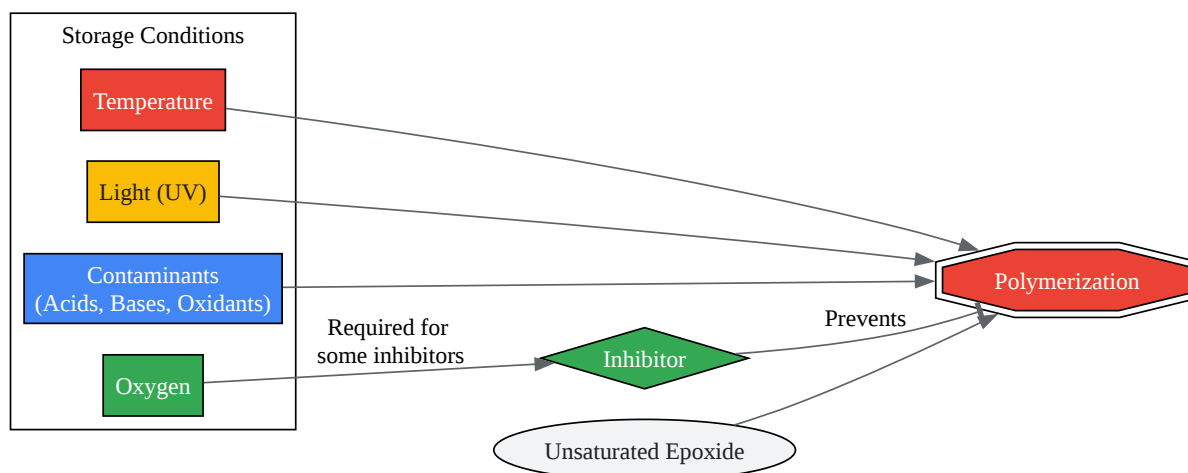 Storage Conditions
Temperature
Light (UV)
Contaminants
(Acids, Bases, Oxidants)
Oxygen
Required for
some inhibitors
Inhibitor
Prevents
Polymerization
Unsaturated Epoxide